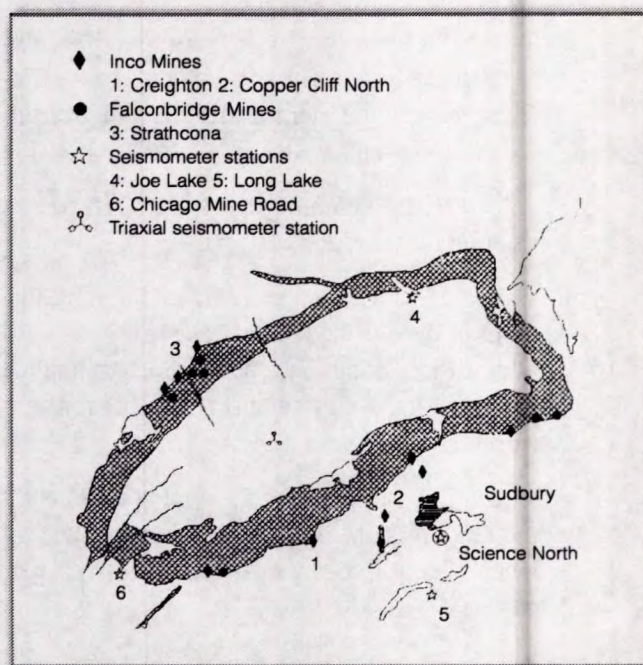 Inco Mines
1: Creighton 2: Copper Cliff North
Falconbridge Mines
3: Strathcona
Seismometer stations
4: Joe Lake 5: Long Lake
6: Chicago Mine Road
Triaxial seismometer station
4
3
2
Sudbury
Science North
1
6
5